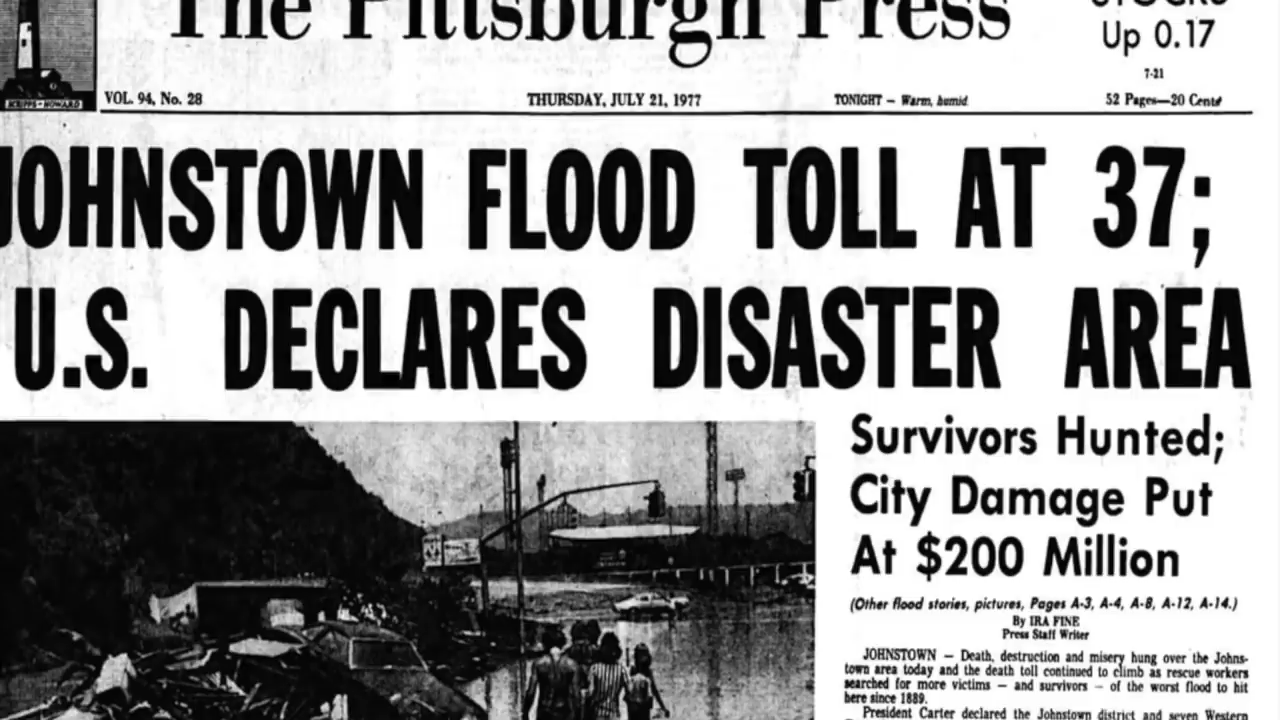 The Pittsburgh Press
STOCKS
Up 0.17
7-21
SCRIPPS-HOWARD
VOL. 94, No. 28
THURSDAY, JULY 21, 1977
TONIGHT — Warm, humid.
52 Pages—20 Cents
JOHNSTOWN FLOOD TOLL AT 37;
U.S. DECLARES DISASTER AREA
Survivors Hunted;
City Damage Put
At $200 Million
(Other flood stories, pictures, Pages A-3, A-4, A-8, A-12, A-14.)
By IRA FINE
Press Staff Writer
JOHNSTOWN — Death, destruction and misery hung over the Johns-
town area today and the death toll continued to climb as rescue workers
searched for more victims — and survivors — of the worst flood to hit
here since 1889.
President Carter declared the Johnstown district and seven Western